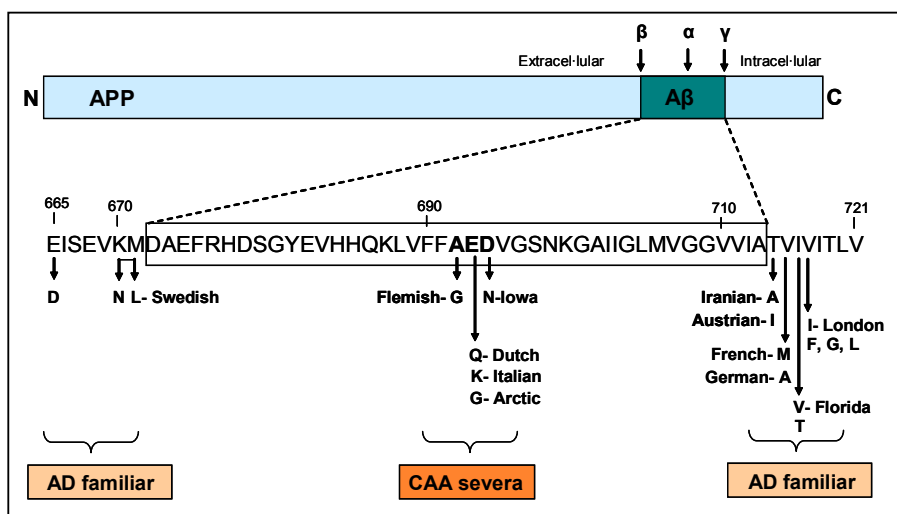 β α γ
Extracel·lular Intracel·lular
N APP Aβ C
665 670 690 710 721
EISEVKMDAEFRHDSGYEVHHQKLVFFAEDVGSNKGAIIGLMVGGVVIATVIVITLV
D N L- Swedish Flemish- G N-Iowa Iranian- A
Austrian- I I- London
F, G, L
Q- Dutch French- M
K- Italian German- A
G- Arctic
V- Florida
T
AD familiar CAA severa AD familiar